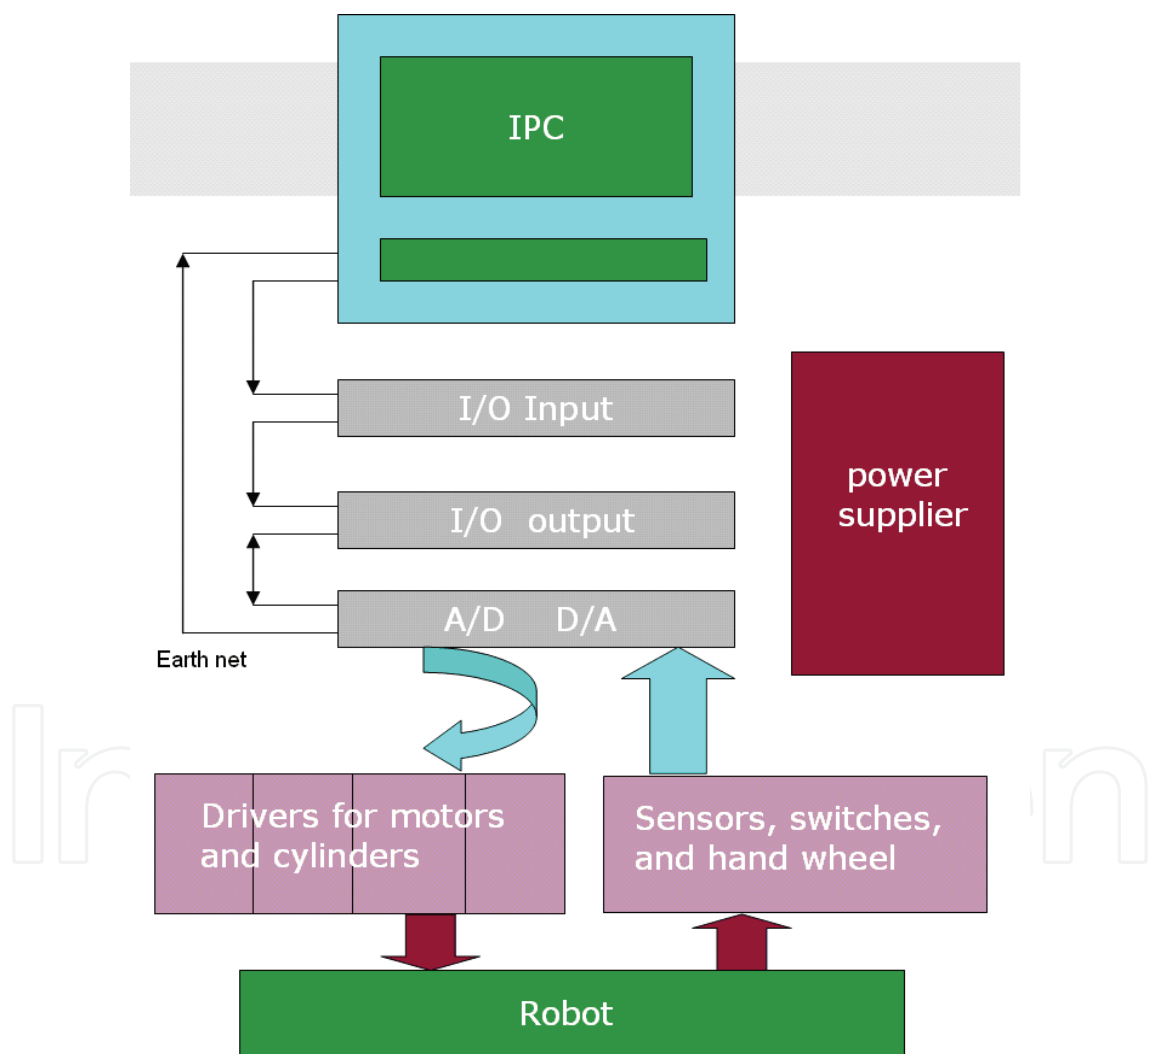 IPC
I/O Input
I/O output
A/D D/A
Earth net
power
supplier
Drivers for motors
and cylinders
Sensors, switches,
and hand wheel
Robot